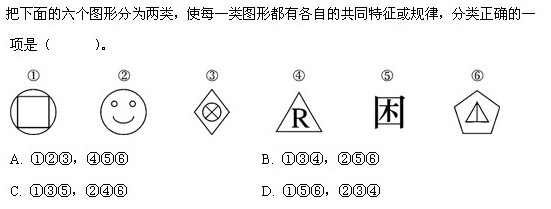 把下面的六个图形分为两类，使每一类图形都有各自的共同特征或规律，分类正确的一
项是（　　）。
① ② ③ ④ ⑤ ⑥
R 困
A. ①②③，④⑤⑥ B. ①③④，②⑤⑥
C. ①③⑤，②④⑥ D. ①⑤⑥，②③④